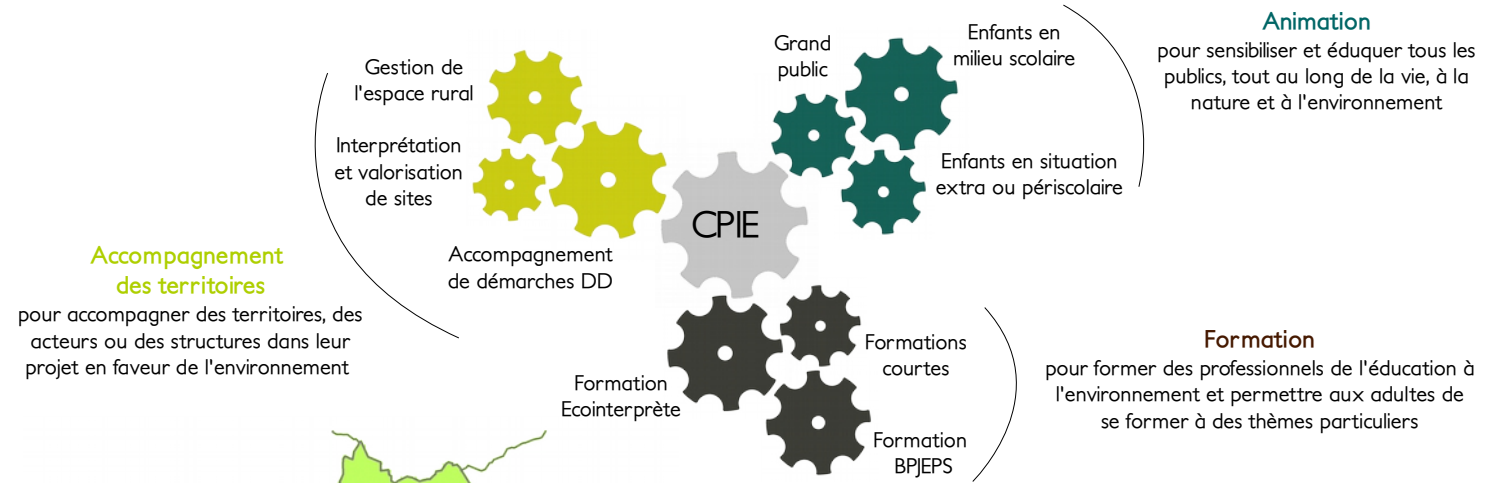 Gestion de
l'espace rural
Interprétation
et valorisation
de sites
Accompagnement
de démarches DD
Accompagnement
des territoires
pour accompagner des territoires, des
acteurs ou des structures dans leur
projet en faveur de l'environnement
CPIE
Grand
public
Enfants en
milieu scolaire
Enfants en situation
extra ou périscolaire
Animation
pour sensibiliser et éduquer tous les
publics, tout au long de la vie, à la
nature et à l'environnement
Formations
courtes
Formation
Ecointerprète
Formation
BPJEPS
Formation
pour former des professionnels de l'éducation à
l'environnement et permettre aux adultes de
se former à des thèmes particuliers